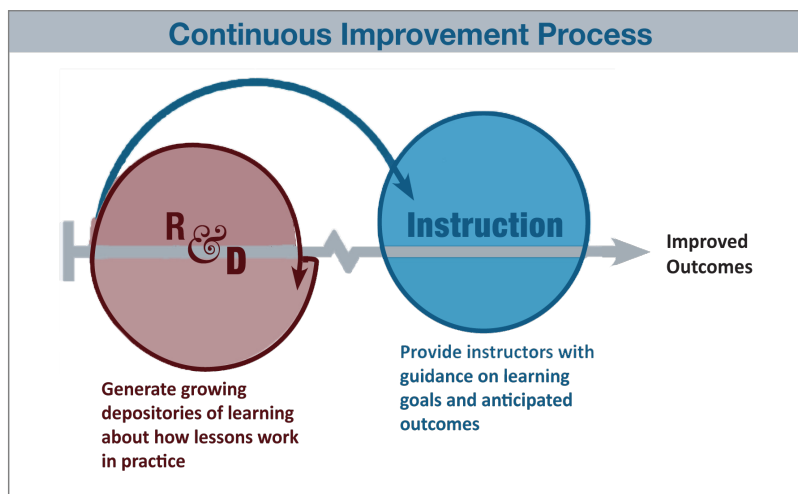 Continuous Improvement Process
R
&
D
Instruction
Improved
Outcomes
Provide instructors with
guidance on learning
goals and anticipated
outcomes
Generate growing
depositories of learning
about how lessons work
in practice